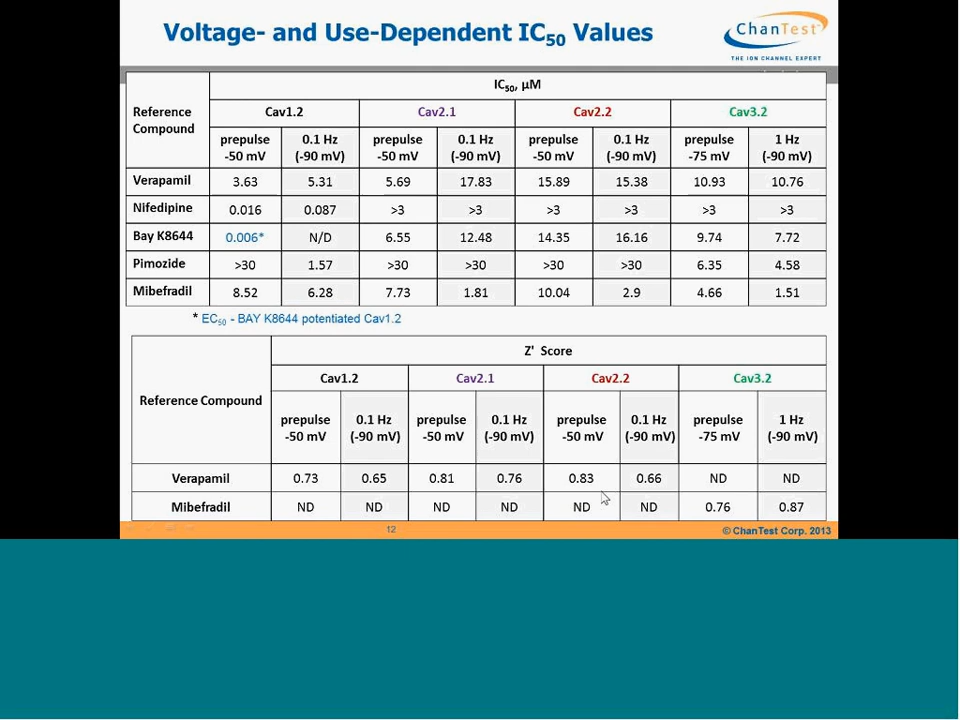 Voltage- and Use-Dependent IC50 Values
ChanTest
THE ION CHANNEL EXPERT
Reference Compound IC50, µM
Cav1.2 Cav2.1 Cav2.2 Cav3.2
prepulse -50 mV 0.1 Hz (-90 mV) prepulse -50 mV 0.1 Hz (-90 mV) prepulse -50 mV 0.1 Hz (-90 mV) prepulse -75 mV 1 Hz (-90 mV)
Verapamil 3.63 5.31 5.69 17.83 15.89 15.38 10.93 10.76
Nifedipine 0.016 0.087 >3 >3 >3 >3 >3 >3
Bay K8644 0.006* N/D 6.55 12.48 14.35 16.16 9.74 7.72
Pimozide >30 1.57 >30 >30 >30 >30 6.35 4.58
Mibefradil 8.52 6.28 7.73 1.81 10.04 2.9 4.66 1.51
* EC50 - BAY K8644 potentiated Cav1.2
Reference Compound Z' Score
Cav1.2 Cav2.1 Cav2.2 Cav3.2
prepulse -50 mV 0.1 Hz (-90 mV) prepulse -50 mV 0.1 Hz (-90 mV) prepulse -50 mV 0.1 Hz (-90 mV) prepulse -75 mV 1 Hz (-90 mV)
Verapamil 0.73 0.65 0.81 0.76 0.83 0.66 ND ND
Mibefradil ND ND ND ND ND ND 0.76 0.87
12
© ChanTest Corp. 2013